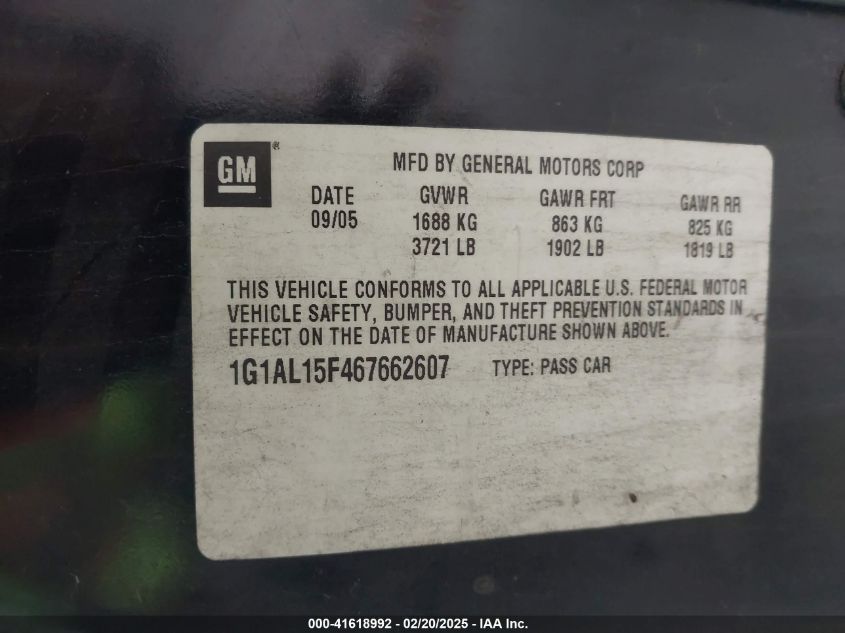 GM®
MFD BY GENERAL MOTORS CORP
DATE GVWR GAWR FRT GAWR RR
09/05 1688 KG 863 KG 825 KG
3721 LB 1902 LB 1819 LB
THIS VEHICLE CONFORMS TO ALL APPLICABLE U.S. FEDERAL MOTOR
VEHICLE SAFETY, BUMPER, AND THEFT PREVENTION STANDARDS IN
EFFECT ON THE DATE OF MANUFACTURE SHOWN ABOVE.
1G1AL15F467662607 TYPE: PASS CAR
000-41618992 / 02/20/2025 - IAA Inc.